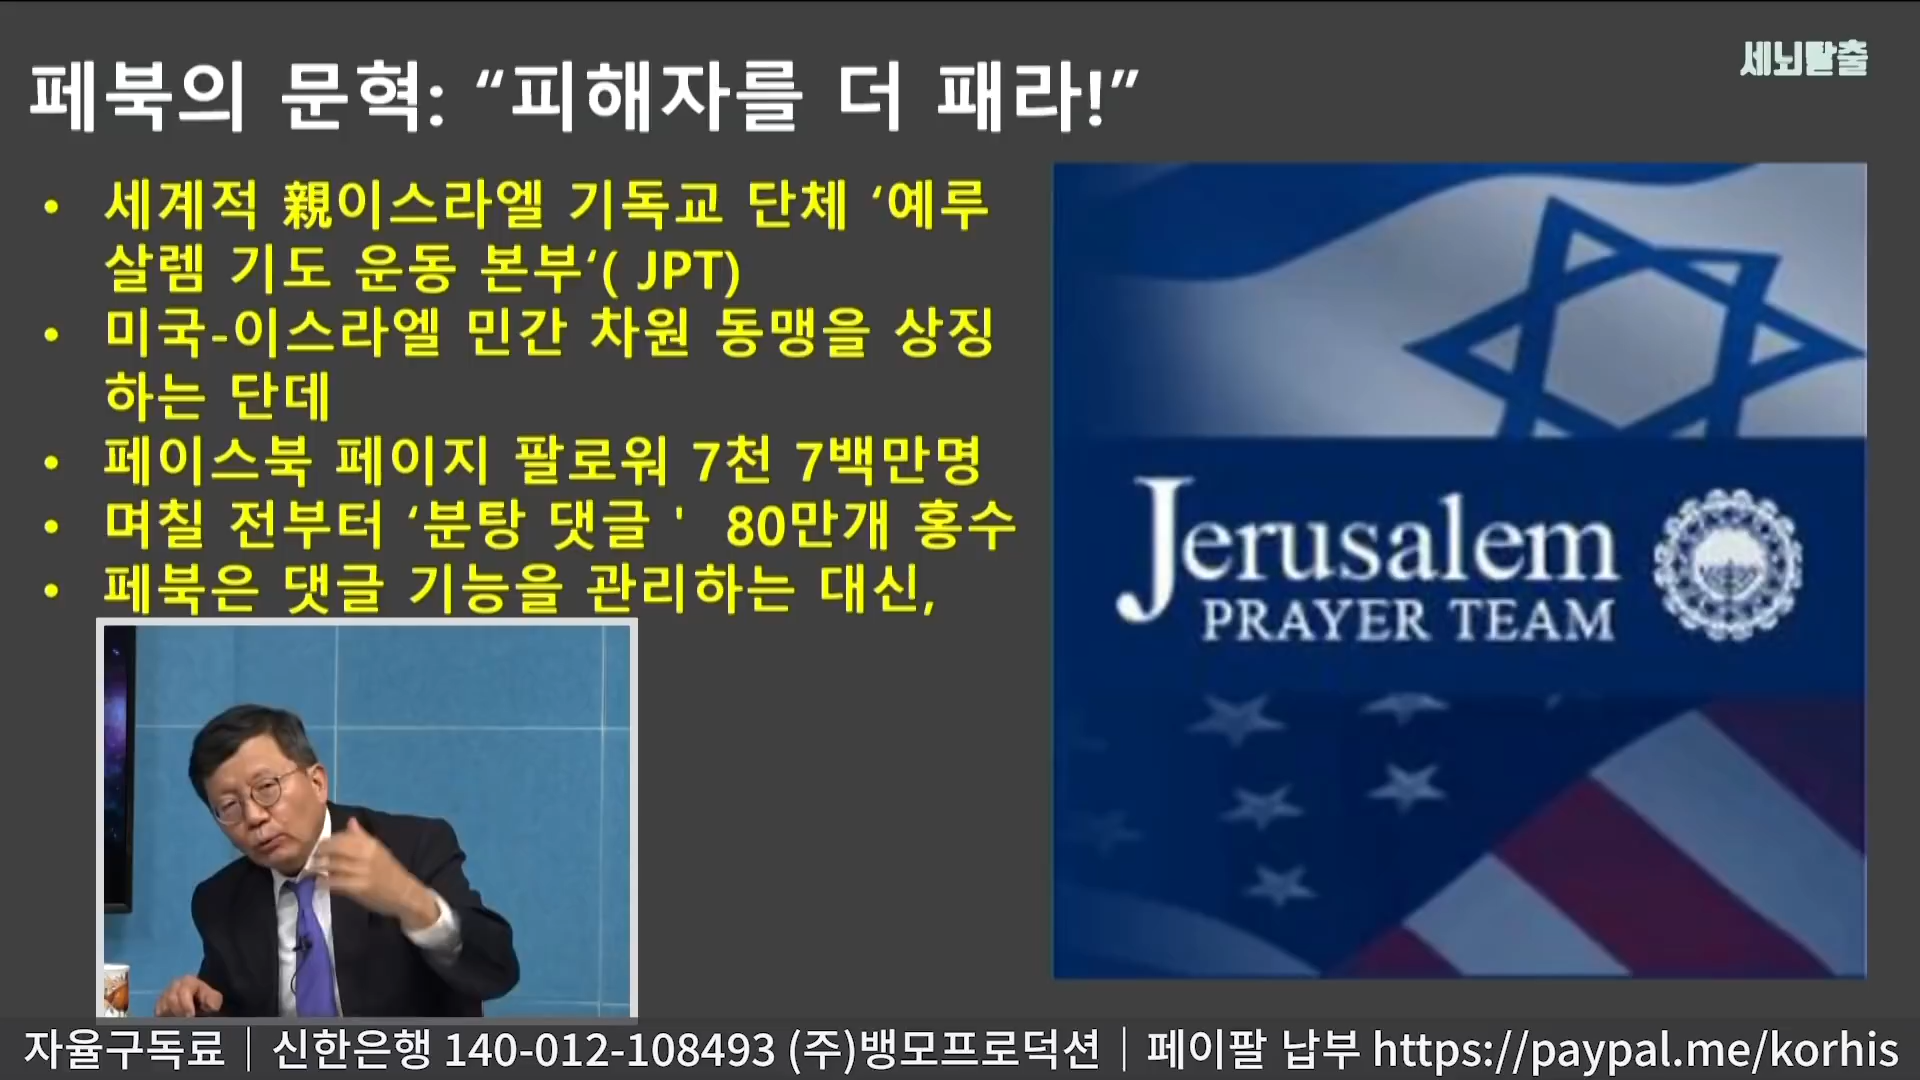 세뇌탈출
페북의 문혁: “피해자를 더 패라!”
• 세계적 親이스라엘 기독교 단체 ‘예루
살렘 기도 운동 본부‘( JPT)
• 미국-이스라엘 민간 차원 동맹을 상징
하는 단데
• 페이스북 페이지 팔로워 7천 7백만명
• 며칠 전부터 ‘분탕 댓글 ' 80만개 홍수
• 페북은 댓글 기능을 관리하는 대신,
Jerusalem
PRAYER TEAM
자율구독료│신한은행 140-012-108493 (주)뱅모프로덕션│페이팔 납부 https://paypal.me/korhis